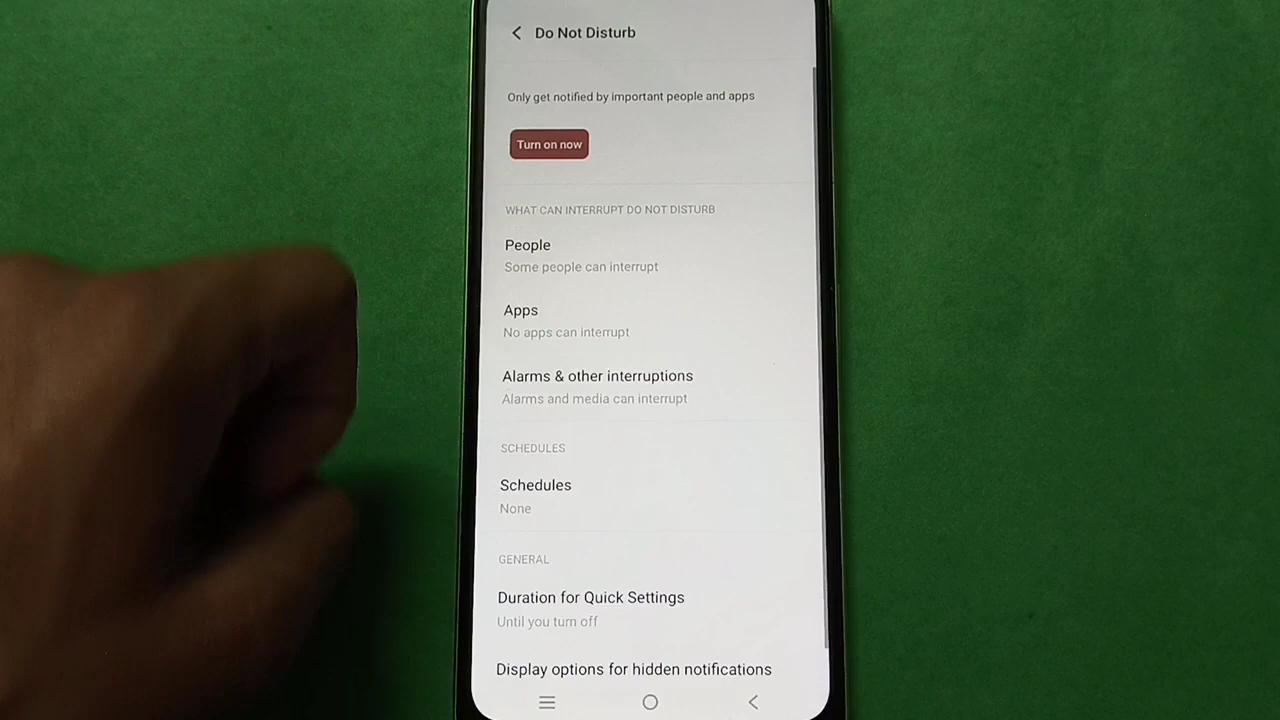 Do Not Disturb
Only get notified by important people and apps
Turn on now
WHAT CAN INTERRUPT DO NOT DISTURB
People
Some people can interrupt
Apps
No apps can interrupt
Alarms & other interruptions
Alarms and media can interrupt
SCHEDULES
Schedules
None
GENERAL
Duration for Quick Settings
Until you turn off
Display options for hidden notifications